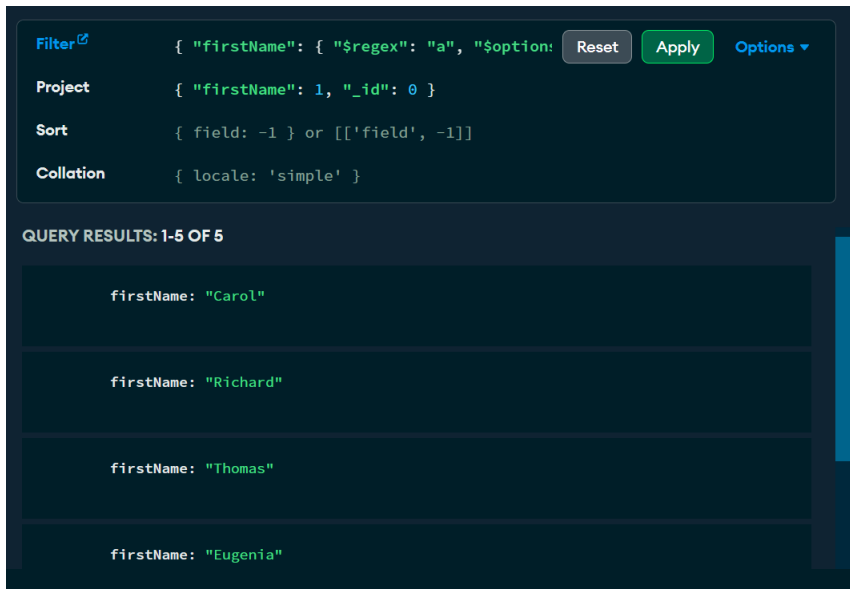 Filter { "firstName": { "$regex": "a", "$options Reset Apply Options
Project { "firstName": 1, "_id": 0 }
Sort { field: -1 } or [['field', -1]]
Collation { locale: 'simple' }
QUERY RESULTS: 1-5 OF 5
firstName: "Carol"
firstName: "Richard"
firstName: "Thomas"
firstName: "Eugenia"